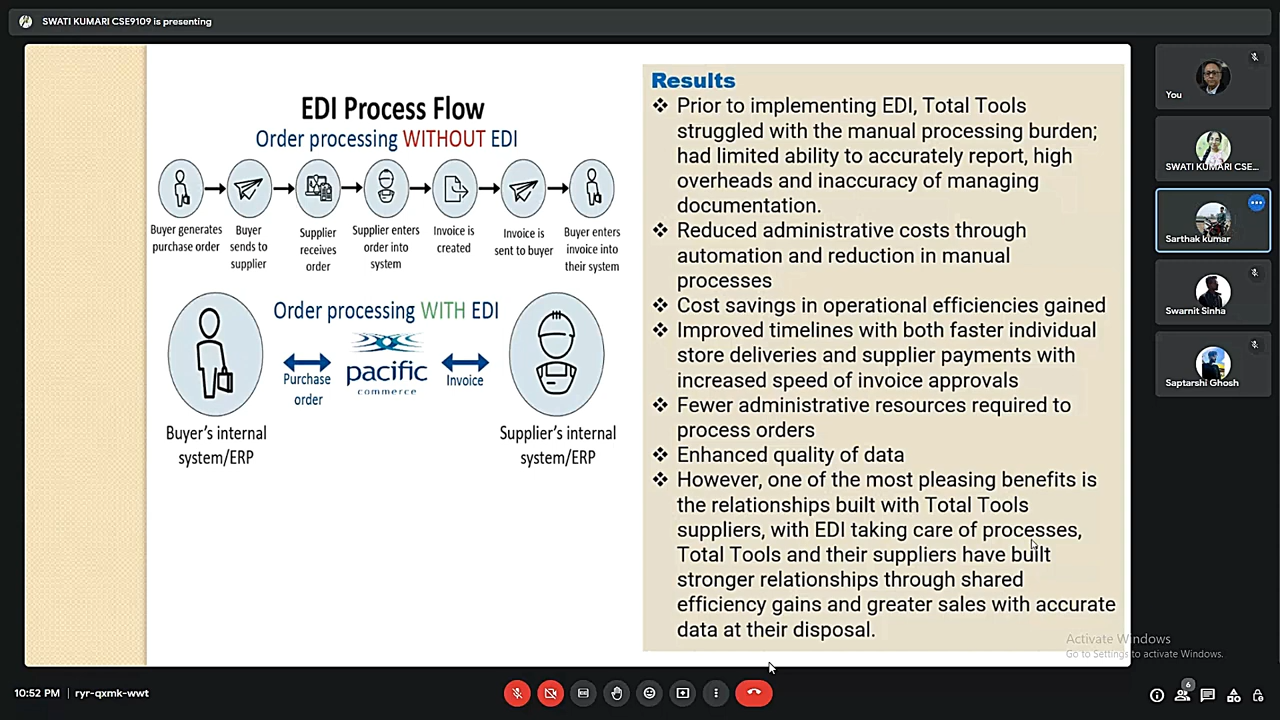 SWATI KUMARI CSE9109 is presenting
EDI Process Flow
Order processing WITHOUT EDI
Buyer generates
purchase order
Buyer
sends to
supplier
Supplier
receives
order
Supplier enters
order into
system
Invoice is
created
Invoice is
sent to buyer
Buyer enters
invoice into
their system
Order processing WITH EDI
Purchase
order
pacific
commerce
Invoice
Buyer's internal
system/ERP
Supplier's internal
system/ERP
Results
❖ Prior to implementing EDI, Total Tools
struggled with the manual processing burden;
had limited ability to accurately report, high
overheads and inaccuracy of managing
documentation.
❖ Reduced administrative costs through
automation and reduction in manual
processes
❖ Cost savings in operational efficiencies gained
❖ Improved timelines with both faster individual
store deliveries and supplier payments with
increased speed of invoice approvals
❖ Fewer administrative resources required to
process orders
❖ Enhanced quality of data
❖ However, one of the most pleasing benefits is
the relationships built with Total Tools
suppliers, with EDI taking care of processes,
Total Tools and their suppliers have built
stronger relationships through shared
efficiency gains and greater sales with accurate
data at their disposal.
You
SWATI KUMARI CSE...
Sarthak kumar
Swarnit Sinha
Saptarshi Ghosh
Activate Windows
Go to Settings to activate Windows.
10:52 PM | ryr-qxmk-wwt
6